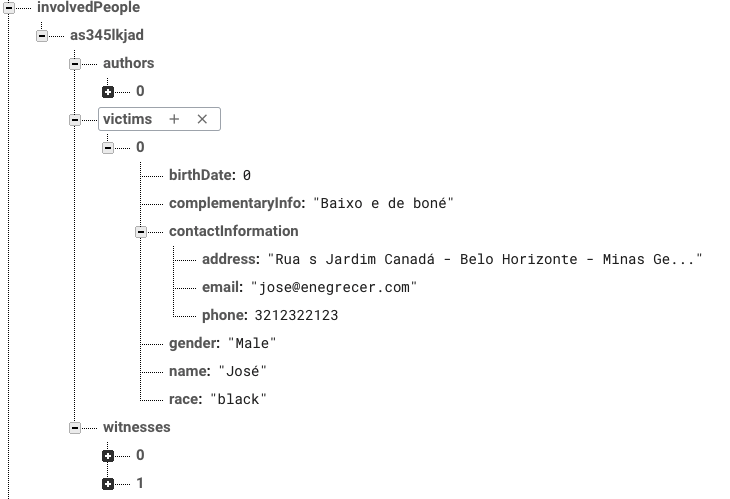 involvedPeople
as345lkjad
authors
0
victims + ×
0
birthDate: 0
complementaryInfo: "Baixo e de boné"
contactInformation
address: "Rua s Jardim Canadá - Belo Horizonte - Minas Ge..."
email: "jose@enegrecer.com"
phone: 3212322123
gender: "Male"
name: "José"
race: "black"
witnesses
0
1